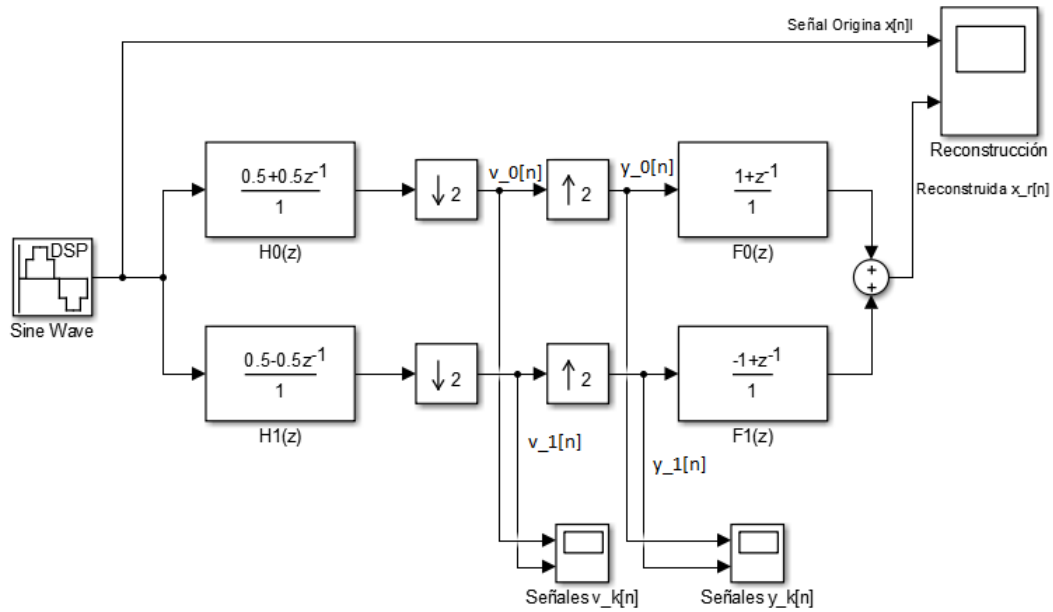 Señal Origina x[n]l
Reconstrucción
Reconstruida x_r[n]
0.5+0.5z-1
1
H0(z)
2
v_0[n]
2
y_0[n]
1+z-1
1
F0(z)
DSP
Sine Wave
+
+
0.5-0.5z-1
1
H1(z)
2
2
-1+z-1
1
F1(z)
v_1[n]
y_1[n]
Señales v_k[n]
Señales y_k[n]